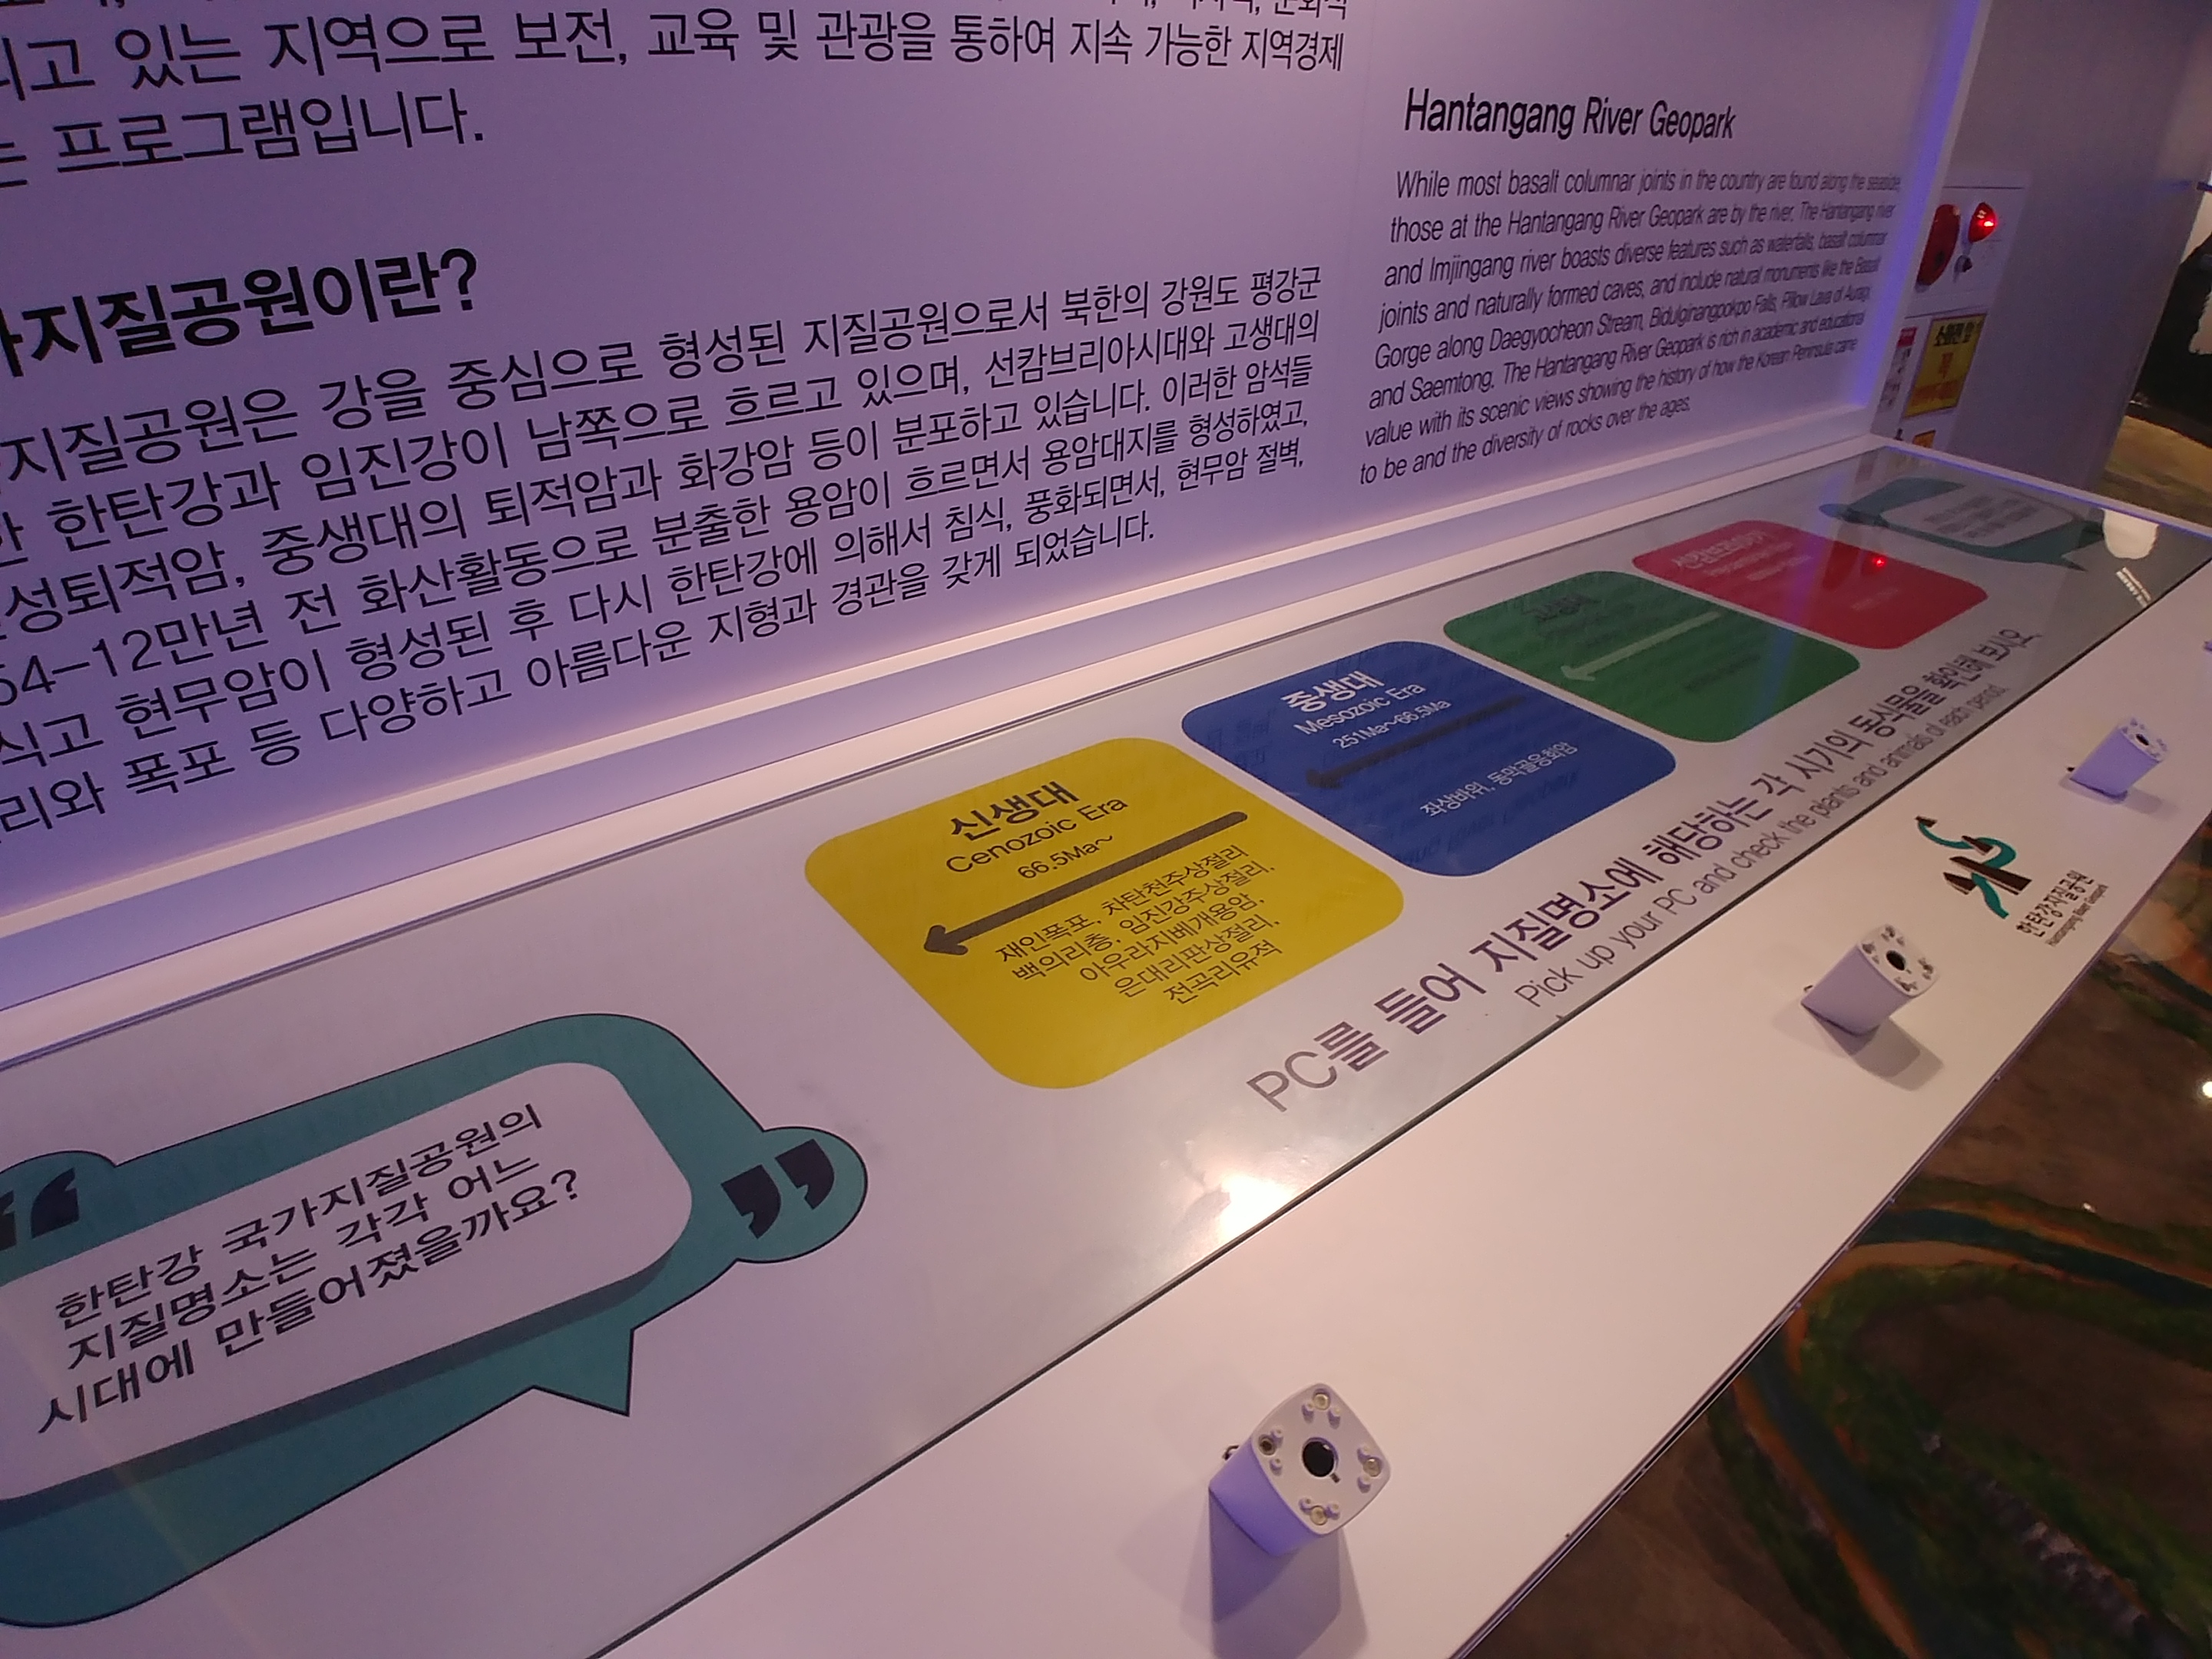 있는 지역으로 보전, 교육 및 관광을 통하여 지속 가능한 지역경제
는 프로그램입니다.
지질공원이란?
지질공원은 강을 중심으로 형성된 지질공원으로서 북한의 강원도 평강군
한탄강과 임진강이 남쪽으로 흐르고 있으며, 선캄브리아시대와 고생대의
성퇴적암, 중생대의 퇴적암과 화강암 등이 분포하고 있습니다. 이러한 암석들
54-12만년 전 화산활동으로 분출한 용암이 흐르면서 용암대지를 형성하였고,
식고 현무암이 형성된 후 다시 한탄강에 의해서 침식, 풍화되면서, 현무암 절벽,
리와 폭포 등 다양하고 아름다운 지형과 경관을 갖게 되었습니다.
Hantangang River Geopark
While most basalt columnar joints in the country are found along the seaside,
those at the Hantangang River Geopark are by the river. The Hantangang river
and Imjingang river boasts diverse features such as waterfalls, basalt columnar
joints and naturally formed caves, and include natural monuments like the Basalt
Gorge along Daegyocheon Stream, Bidulginangpokpo Falls, Pillow Lava of Auraji,
and Saemtong. The Hantangang River Geopark is rich in academic and educational
value with its scenic views showing the history of how the Korean Peninsula came
to be and the diversity of rocks over the ages.
“
한탄강 국가지질공원의
지질명소는 각각 어느
시대에 만들어졌을까요?
”
신생대
Cenozoic Era
66.5Ma~
재인폭포, 차탄천주상절리
백의리층, 임진강주상절리.
아우라지베개용암,
은대리판상절리,
전곡리유적
중생대
Mesozoic Era
251Ma~66.5Ma
좌상바위, 동막골응회암
PC를 들어 지질명소에 해당하는 각 시기의 동식물을 확인해 보시오.
Pick up your PC and check the plants and animals of each period.
한탄강지질공원
Hantangang River Geopark